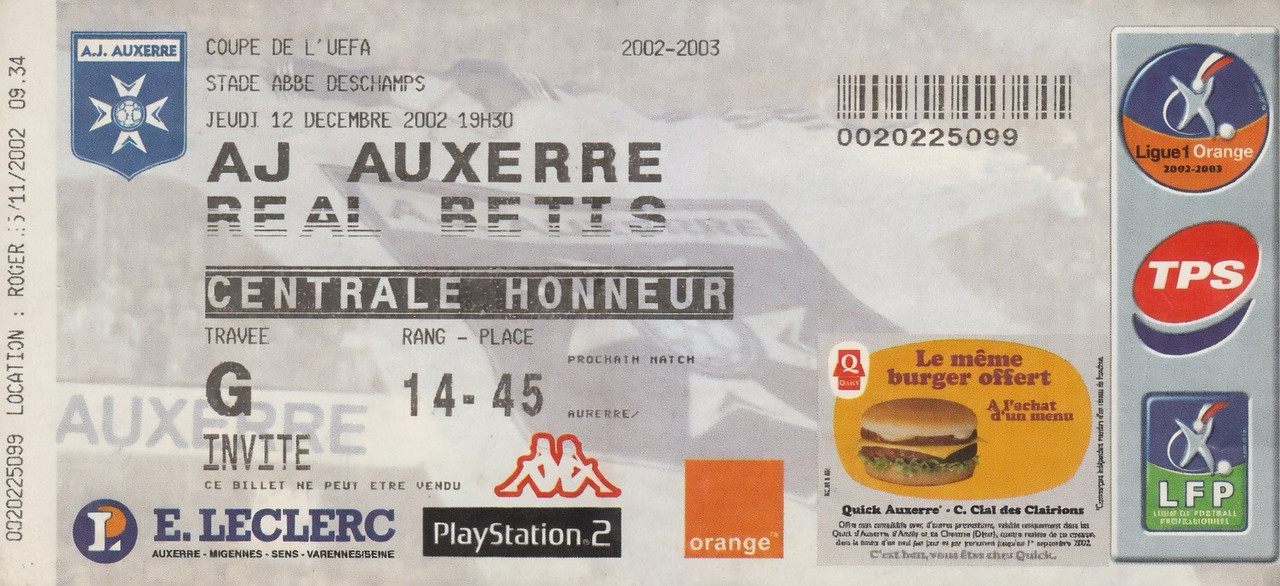 0020225099 LOCATION : ROGER /11/2002 09.34
A.J. AUXERRE
COUPE DE L'UEFA 2002-2003
STADE ABBE DESCHAMPS
JEUDI 12 DECEMBRE 2002 19H30
AJ AUXERRE
REAL BETIS
CENTRALE HONNEUR
TRAVEE RANG - PLACE
G 14-45
PROCHAIN MATCH
AUXERRE/
INVITE
CE BILLET NE PEUT ETRE VENDU
AUXERRE
L E. LECLERC
AUXERRE - MIGENNES - SENS - VARENNES/SEINE
PlayStation®2
orange™
0020225099
Q
QUICK
Le même
burger offert
A l'achat
d'un menu
Quick Auxerre - C. Cial des Clairions
C'est bon, vous êtes chez Quick.
Ligue1 Orange
2002-2003
TPS
LFP
LIGUE DE FOOTBALL
PROFESSIONNEL